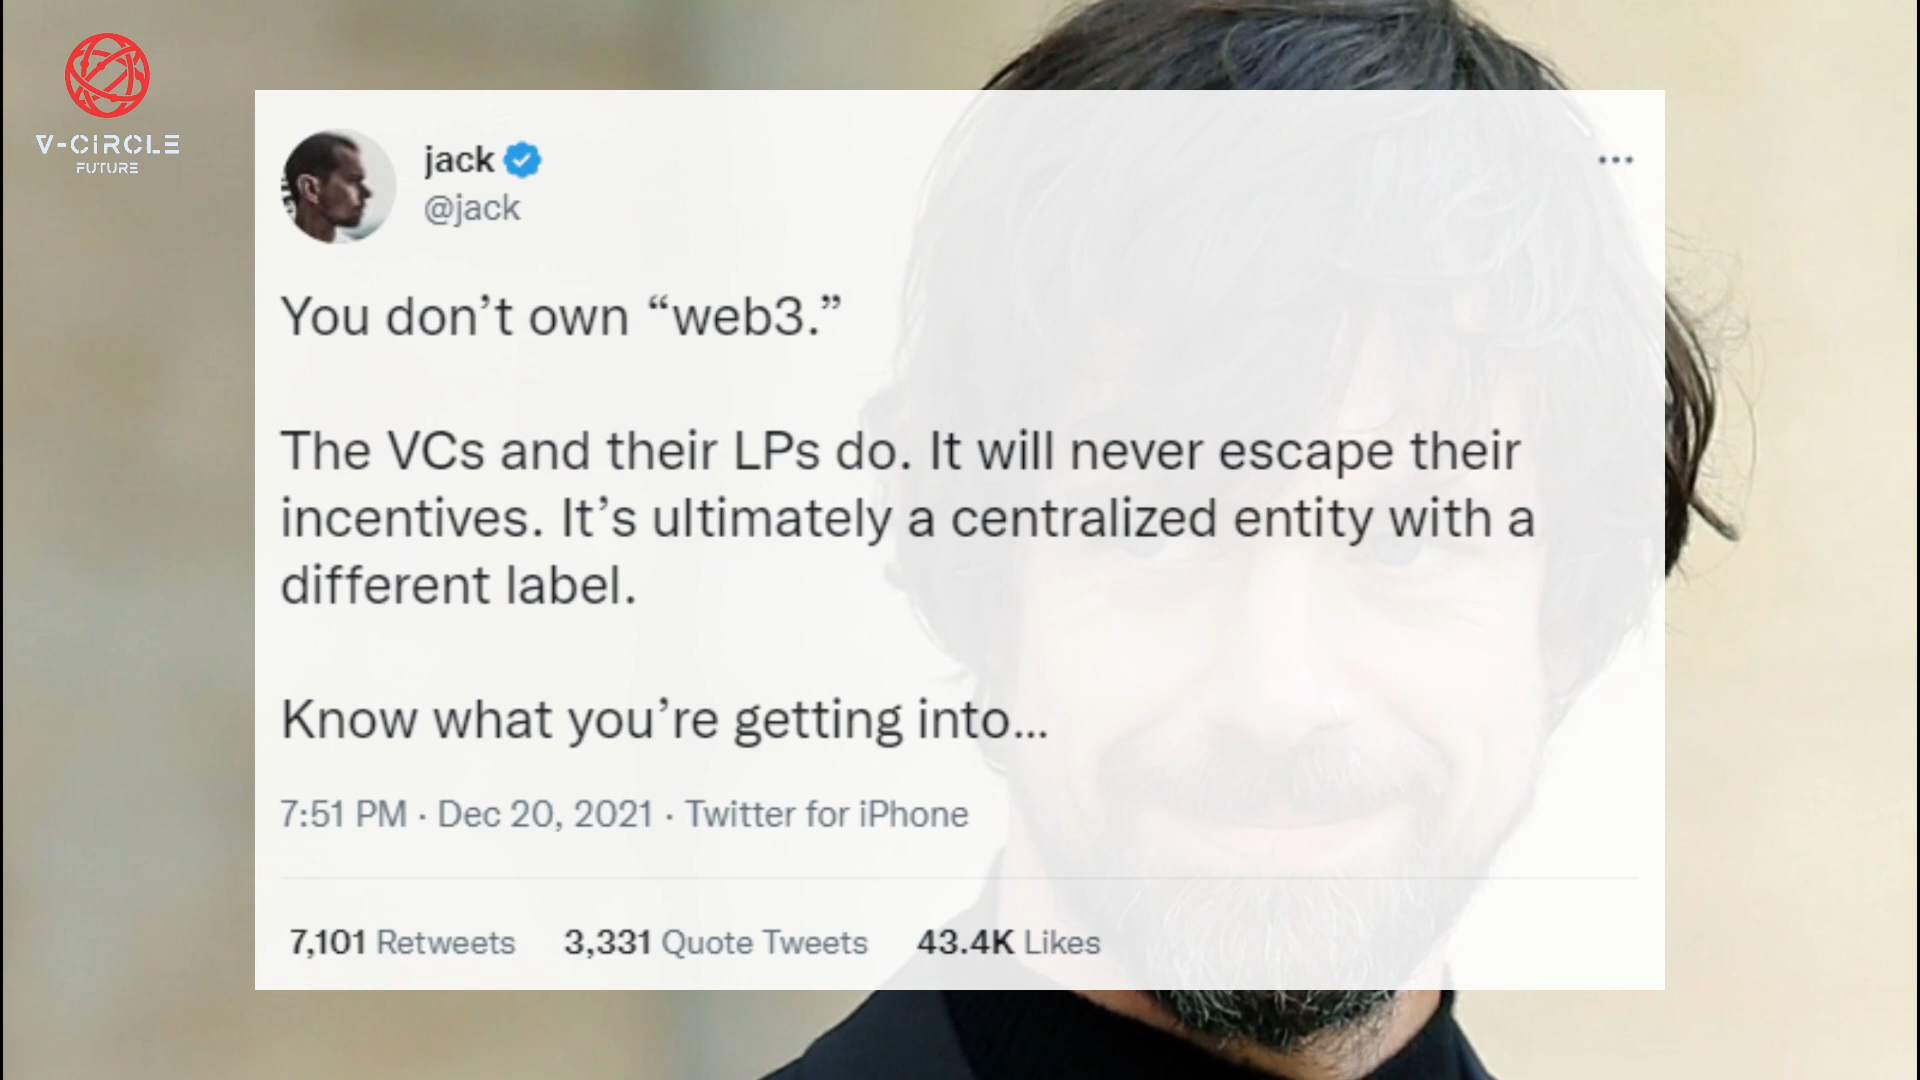 V-CIRCLE
FUTURE
jack
@jack
You don’t own “web3.”
The VCs and their LPs do. It will never escape their
incentives. It’s ultimately a centralized entity with a
different label.
Know what you’re getting into...
7:51 PM · Dec 20, 2021 · Twitter for iPhone
7,101 Retweets 3,331 Quote Tweets 43.4K Likes